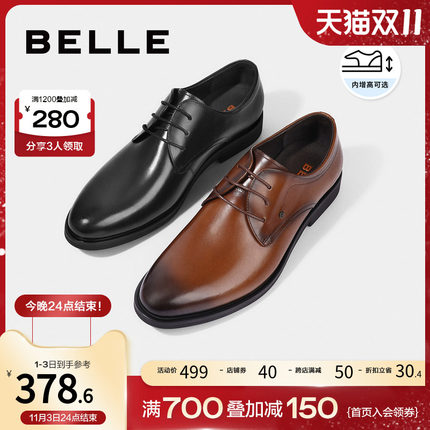 BELLE
天猫双11
内增高可选
满1200叠加减
¥280
分享3人领取
BELLE
今晚24点结束！
1-3日到手参考
¥378.6
11月3日24点结束
活动价 499 - 店铺券 40 - 跨店满减 50 - 折扣立省 30.4
满700叠加减150 {首页入会领券}